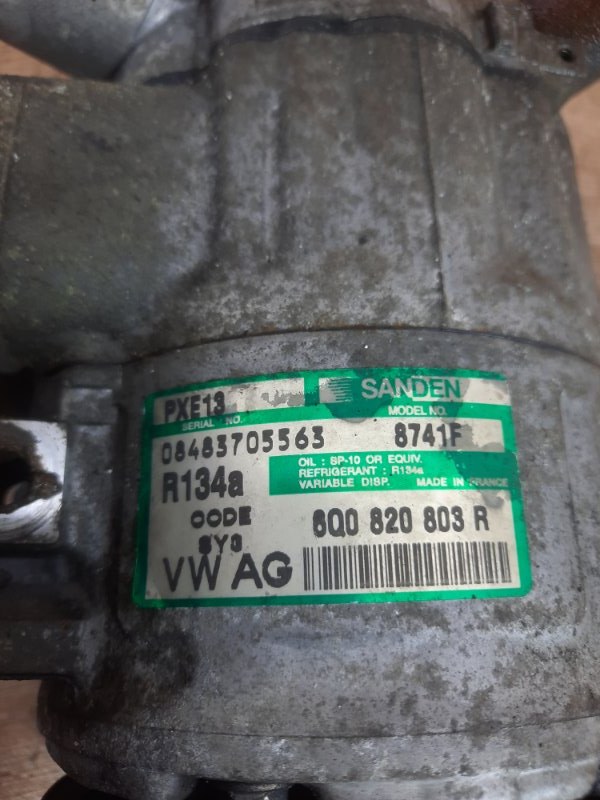 PXE13 SANDEN
SERIAL NO. MODEL NO.
08483705563 8741F
OIL : SP-10 OR EQUIV.
R134a REFRIGERANT : R134a
VARIABLE DISP. MADE IN FRANCE
CODE 6Q0 820 803 R
SY3
VW AG